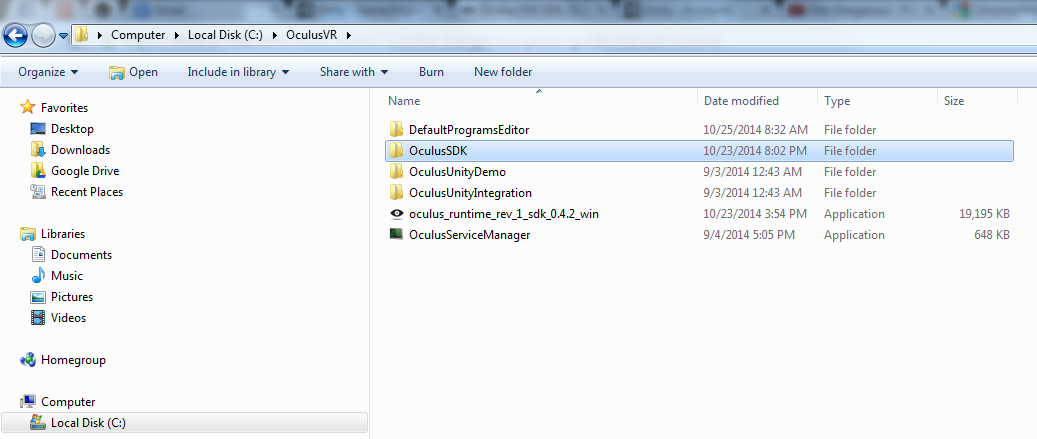 Computer Local Disk (C:) OculusVR
Organize Open Include in library Share with Burn New folder
Name Date modified Type Size
Favorites
Desktop
Downloads
Google Drive
Recent Places
Libraries
Documents
Music
Pictures
Videos
Homegroup
Computer
Local Disk (C:)
DefaultProgramsEditor 10/25/2014 8:32 AM File folder
OculusSDK 10/23/2014 8:02 PM File folder
OculusUnityDemo 9/3/2014 12:43 AM File folder
OculusUnityIntegration 9/3/2014 12:43 AM File folder
oculus_runtime_rev_1_sdk_0.4.2_win 10/23/2014 3:54 PM Application 19,195 KB
OculusServiceManager 9/4/2014 5:05 PM Application 648 KB